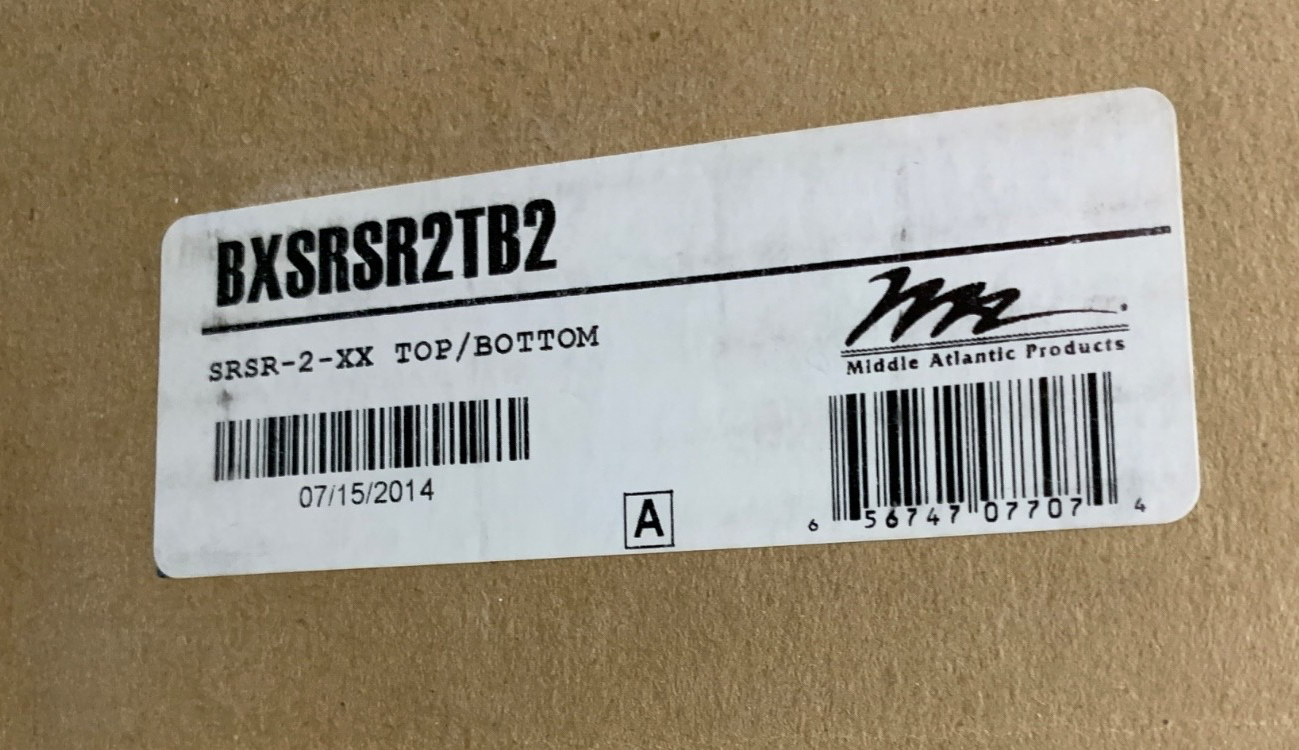 BXSRSR2TB2
SRSR-2-XX TOP/BOTTOM
07/15/2014
A
Middle Atlantic Products
6 56747 07707 4